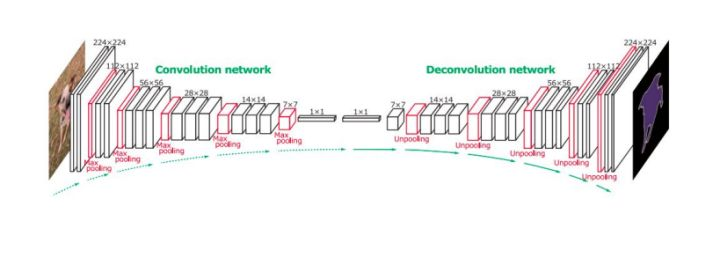 224×224
112×112
56×56
Convolution network
28×28
14×14
7×7
1×1
1×1
7×7
14×14
Deconvolution network
28×28
56×56
112×112
224×224
Max
pooling
Max
pooling
Max
pooling
Max
pooling
Max
pooling
Unpooling
Unpooling
Unpooling
Unpooling
Unpooling